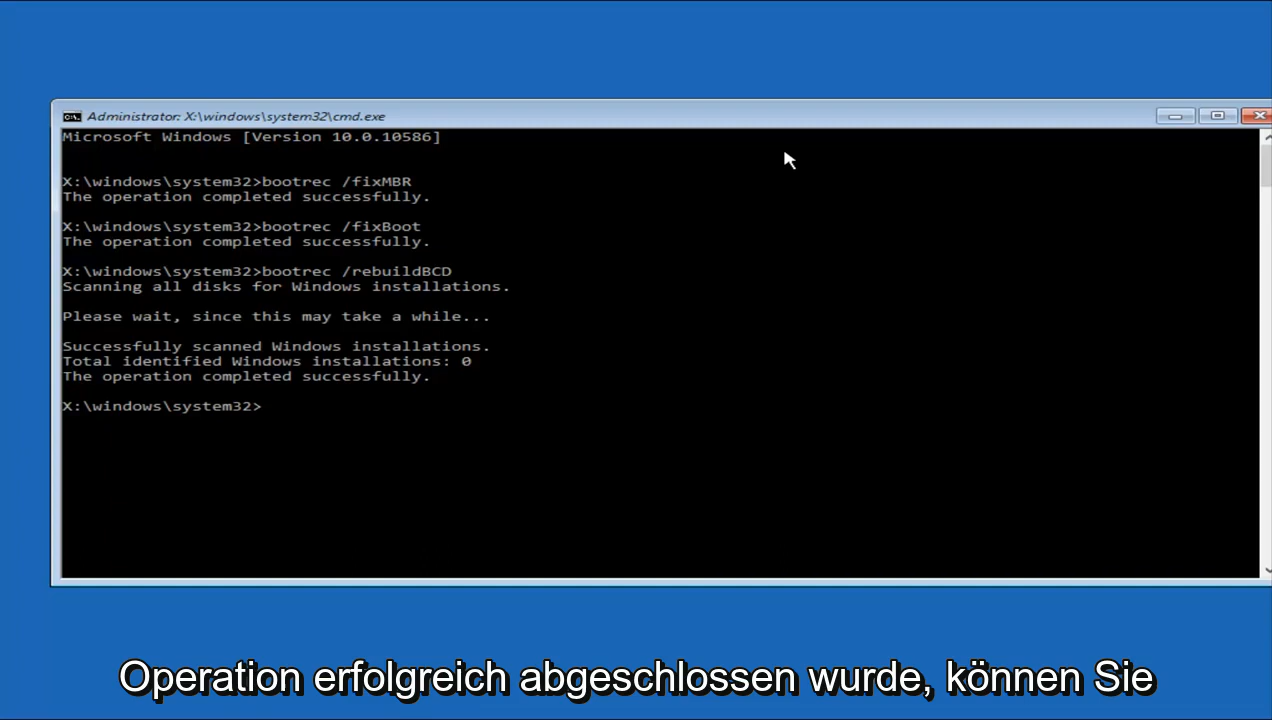 Administrator: X:\windows\system32\cmd.exe
Microsoft Windows [Version 10.0.10586]
X:\windows\system32>bootrec /fixMBR
The operation completed successfully.
X:\windows\system32>bootrec /fixBoot
The operation completed successfully.
X:\windows\system32>bootrec /rebuildBCD
Scanning all disks for Windows installations.
Please wait, since this may take a while...
Successfully scanned Windows installations.
Total identified Windows installations: 0
The operation completed successfully.
X:\windows\system32>
Operation erfolgreich abgeschlossen wurde, können Sie